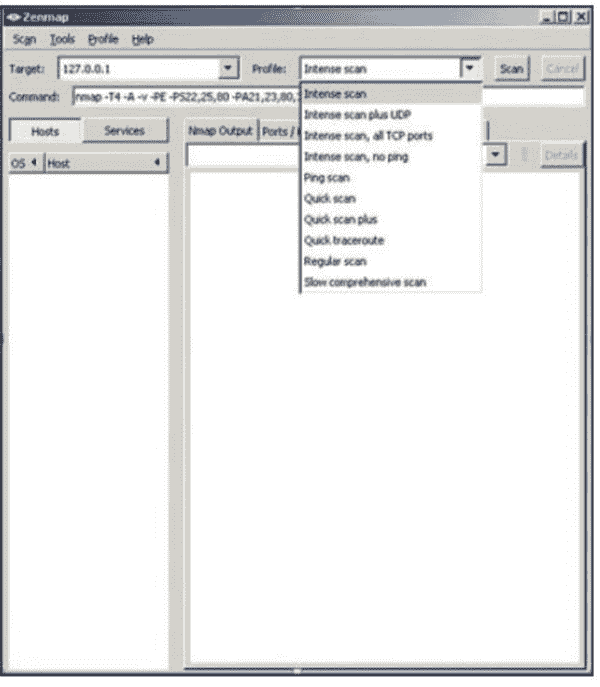 Zenmap
Scan Tools Profile Help
Target: 127.0.0.1 Profile: Intense scan Scan Cancel
Command: nmap -T4 -A -v -PE -PS22,25,80 -PA21,23,80,
Hosts Services Nmap Output Ports /
OS Host Details
Intense scan
Intense scan plus UDP
Intense scan, all TCP ports
Intense scan, no ping
Ping scan
Quick scan
Quick scan plus
Quick traceroute
Regular scan
Slow comprehensive scan